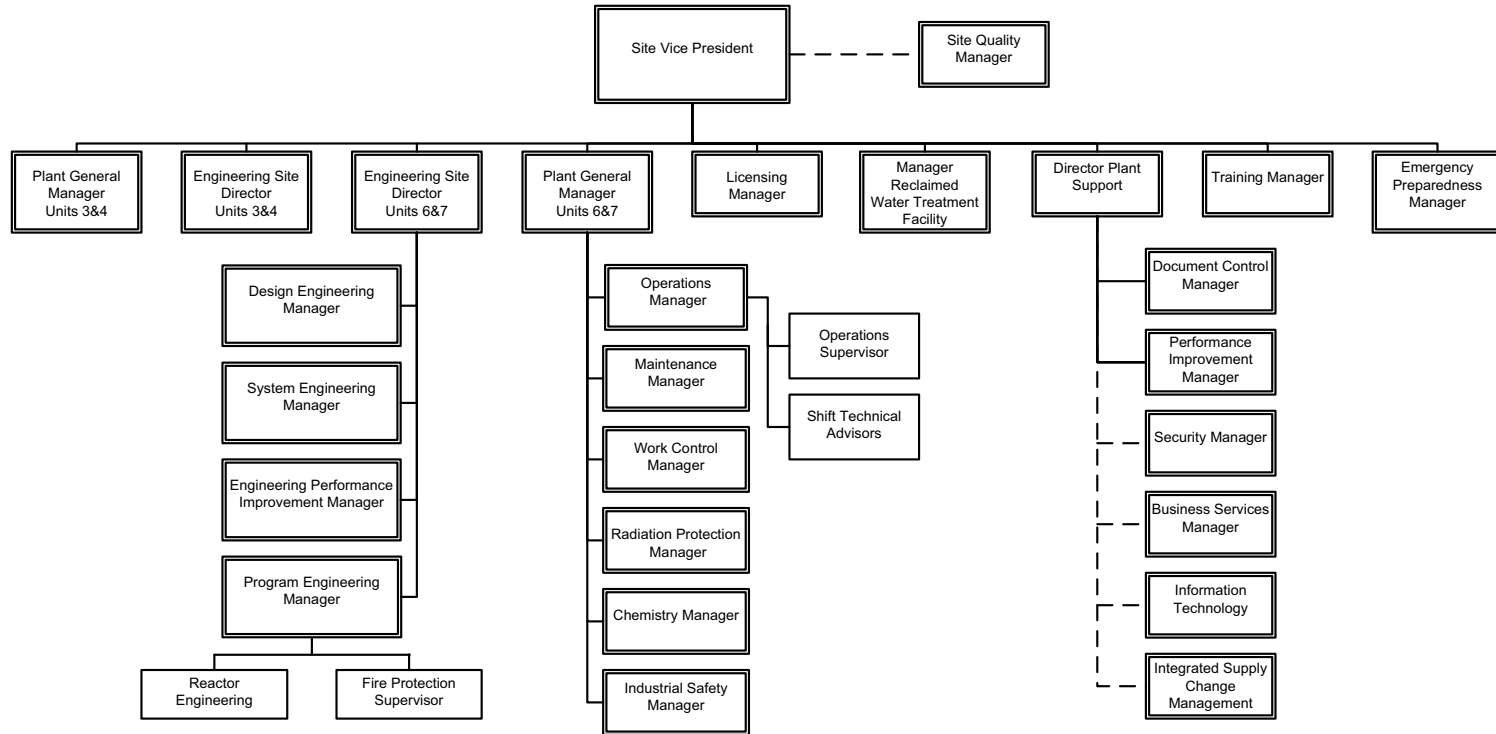 Site Vice President
Site Quality
Manager
Plant General
Manager
Units 3&4
Engineering Site
Director
Units 3&4
Engineering Site
Director
Units 6&7
Plant General
Manager
Units 6&7
Licensing
Manager
Manager
Reclaimed
Water Treatment
Facility
Director Plant
Support
Training Manager
Emergency
Preparedness
Manager
Design Engineering
Manager
System Engineering
Manager
Engineering Performance
Improvement Manager
Program Engineering
Manager
Reactor
Engineering
Fire Protection
Supervisor
Operations
Manager
Operations
Supervisor
Shift Technical
Advisors
Maintenance
Manager
Work Control
Manager
Radiation Protection
Manager
Chemistry Manager
Industrial Safety
Manager
Document Control
Manager
Performance
Improvement
Manager
Security Manager
Business Services
Manager
Information
Technology
Integrated Supply
Change
Management